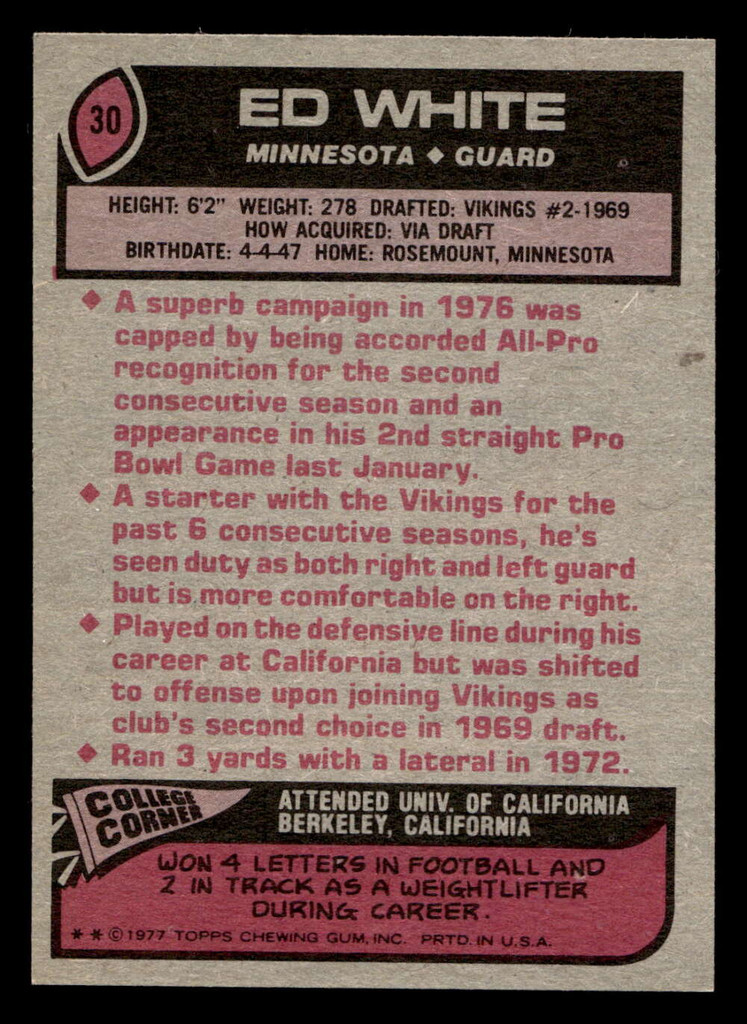 30
ED WHITE
MINNESOTA ◆ GUARD
HEIGHT: 6'2" WEIGHT: 278 DRAFTED: VIKINGS #2-1969
HOW ACQUIRED: VIA DRAFT
BIRTHDATE: 4-4-47 HOME: ROSEMOUNT, MINNESOTA
◆ A superb campaign in 1976 was
capped by being accorded All-Pro
recognition for the second
consecutive season and an
appearance in his 2nd straight Pro
Bowl Game last January.
◆ A starter with the Vikings for the
past 6 consecutive seasons, he's
seen duty as both right and left guard
but is more comfortable on the right.
◆ Played on the defensive line during his
career at California but was shifted
to offense upon joining Vikings as
club's second choice in 1969 draft.
◆ Ran 3 yards with a lateral in 1972.
COLLEGE
CORNER
ATTENDED UNIV. OF CALIFORNIA
BERKELEY, CALIFORNIA
WON 4 LETTERS IN FOOTBALL AND
2 IN TRACK AS A WEIGHTLIFTER
DURING CAREER.
* * © 1977 TOPPS CHEWING GUM, INC. PRTD. IN U.S.A.